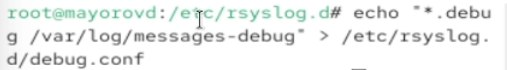 root@mayorovd:/etc/rsyslog.d# echo "*.debu
g /var/log/messages-debug" > /etc/rsyslog.
d/debug.conf